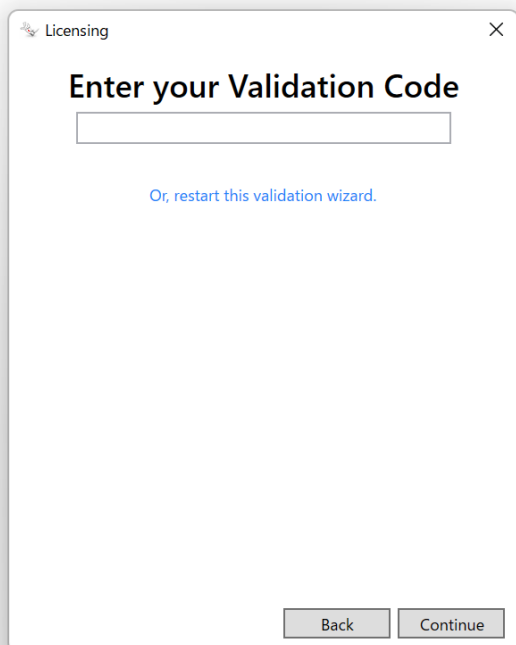 Licensing
Enter your Validation Code
Or, restart this validation wizard.
Back Continue